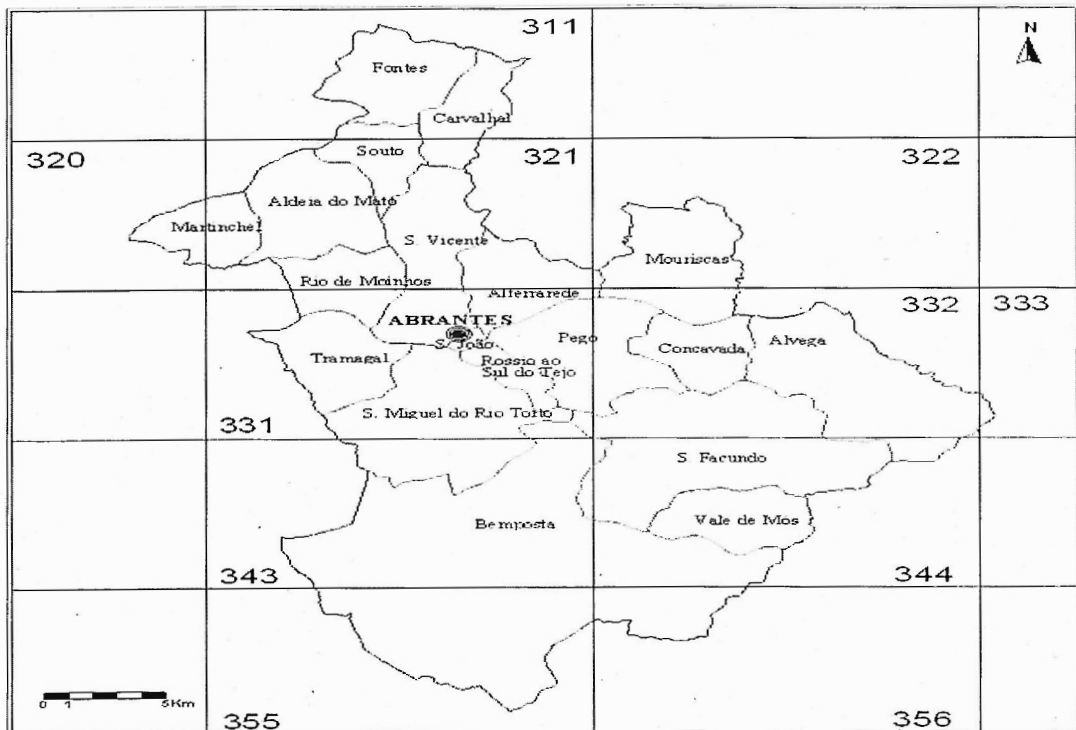 311
N
Fontes
Carvalhal
320
Souto
321
322
Aldeia do Mato
Martinchel
S. Vicente
Mouriscas
Rio de Moinhos
Alferrarede
332
333
ABRANTES
S. João
Pego
Concavada
Alvega
Tramagal
Rossio ao
Sul do Tejo
S. Miguel do Rio Torto
331
S. Facundo
Bemposta
Vale de Mós
343
344
0 1 5Km
355
356